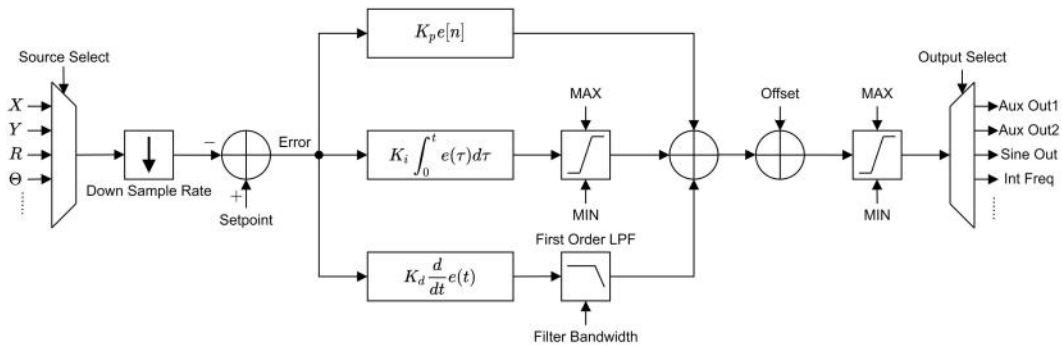 Source Select
X
Y
R
Θ
Down Sample Rate
−
+
Setpoint
Error
K_p e[n]
K_i ∫_0^t e(τ)dτ
K_d d/dt e(t)
MAX
MIN
First Order LPF
Filter Bandwidth
Offset
MAX
MIN
Output Select
Aux Out1
Aux Out2
Sine Out
Int Freq